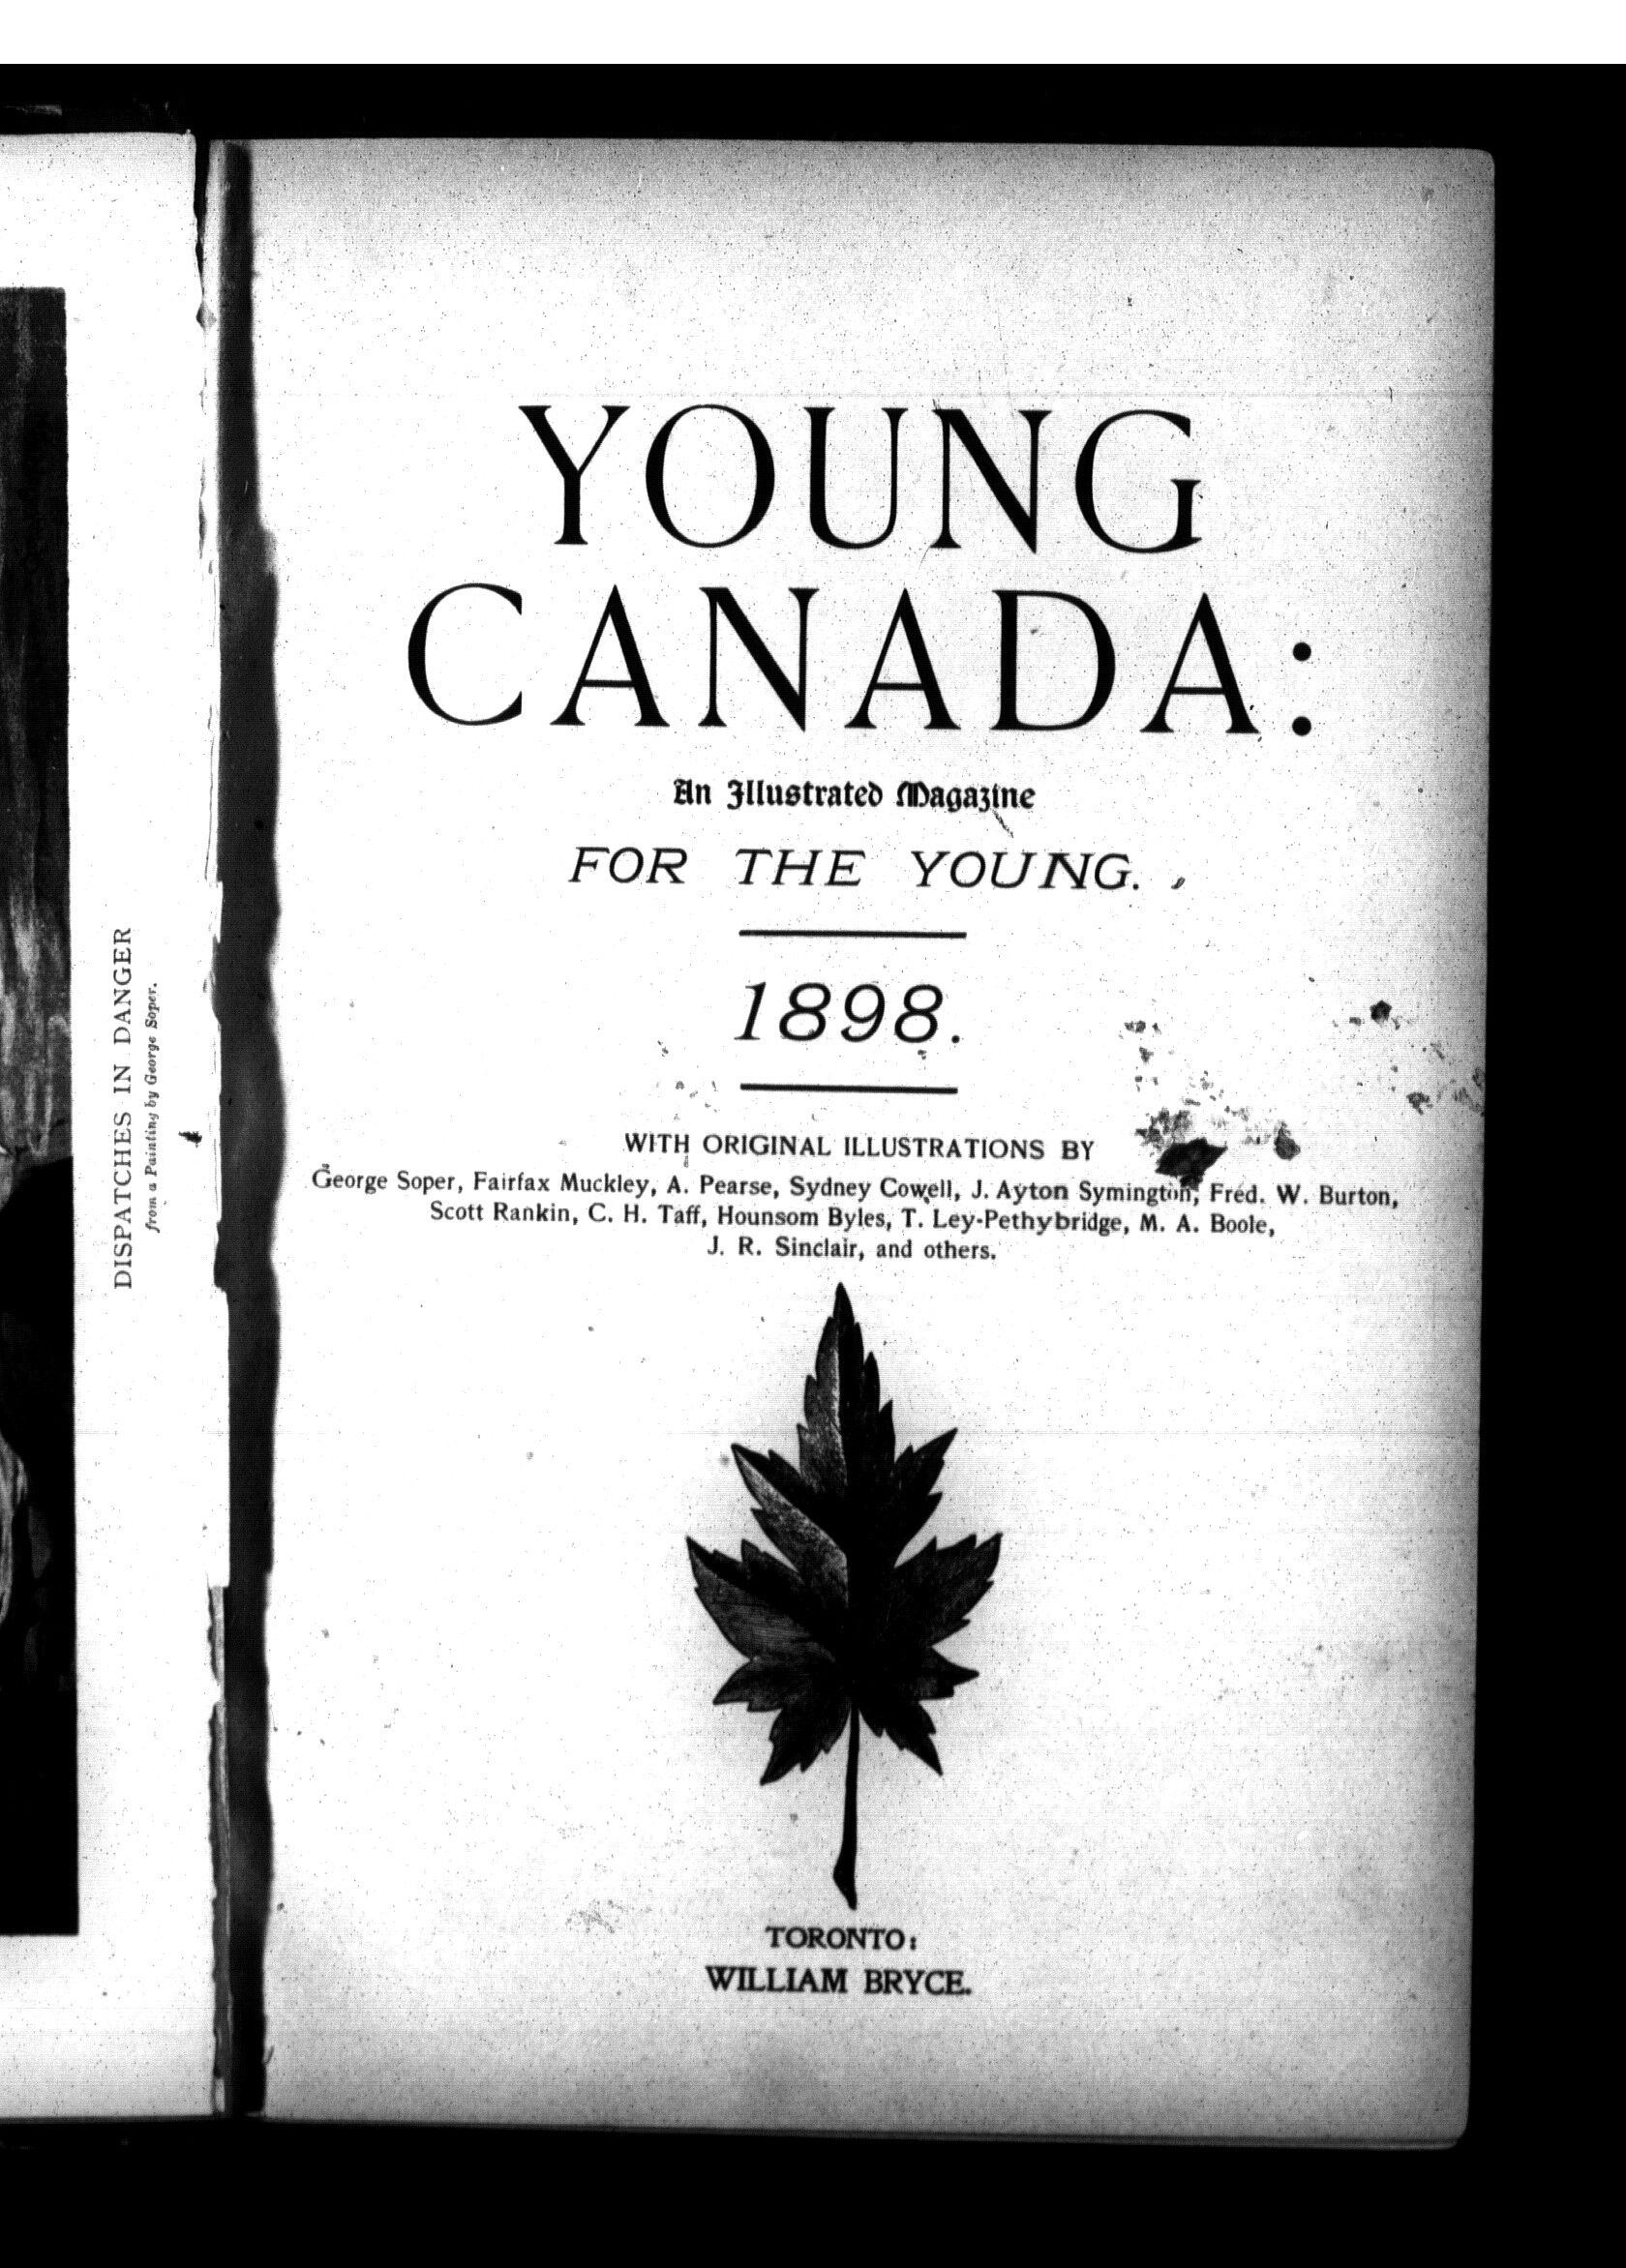 DISPATCHES IN DANGER
from a Painting by George Soper.
YOUNG
CANADA:
An Illustrated Magazine
FOR THE YOUNG.
1898.
WITH ORIGINAL ILLUSTRATIONS BY
George Soper, Fairfax Muckley, A. Pearse, Sydney Cowell, J. Ayton Symington, Fred. W. Burton,
Scott Rankin, C. H. Taff, Hounsom Byles, T. Ley-Pethybridge, M. A. Boole,
J. R. Sinclair, and others.
TORONTO:
WILLIAM BRYCE.